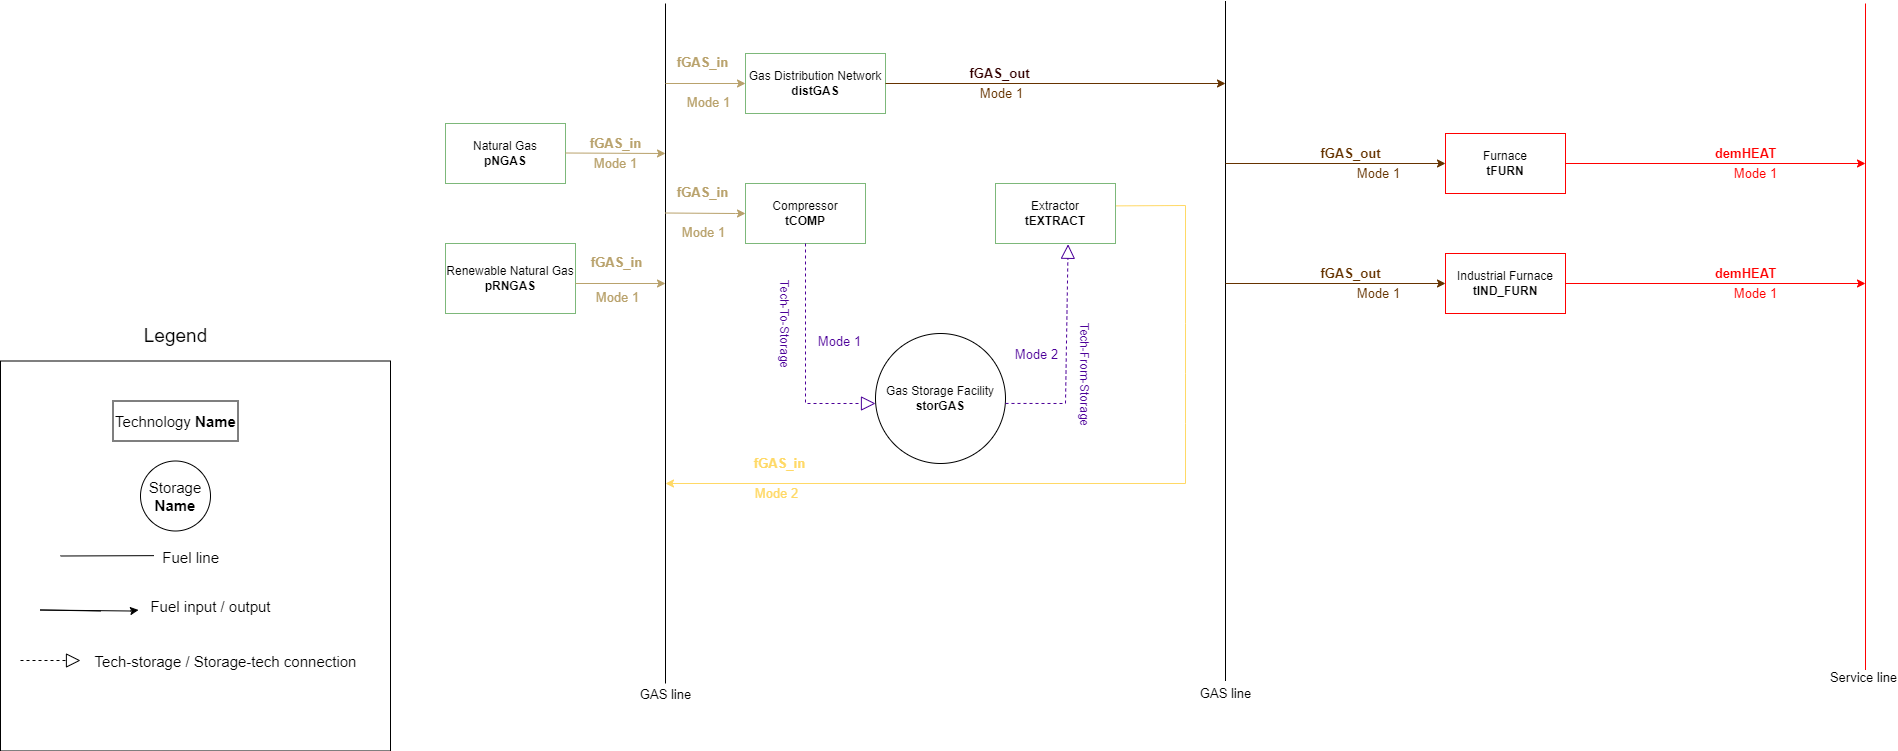 fGAS_in
Mode 1
Gas Distribution Network
distGAS
fGAS_out
Mode 1
Natural Gas
pNGAS
fGAS_in
Mode 1
fGAS_in
Mode 1
Compressor
tCOMP
Extractor
tEXTRACT
Renewable Natural Gas
pRNGAS
fGAS_in
Mode 1
Tech-To-Storage
Mode 1
Mode 2
Tech-From-Storage
Gas Storage Facility
storGAS
fGAS_in
Mode 2
fGAS_out
Mode 1
Furnace
tFURN
demHEAT
Mode 1
fGAS_out
Mode 1
Industrial Furnace
tIND_FURN
demHEAT
Mode 1
GAS line
GAS line
Service line
Legend
Technology Name
Storage
Name
Fuel line
Fuel input / output
Tech-storage / Storage-tech connection